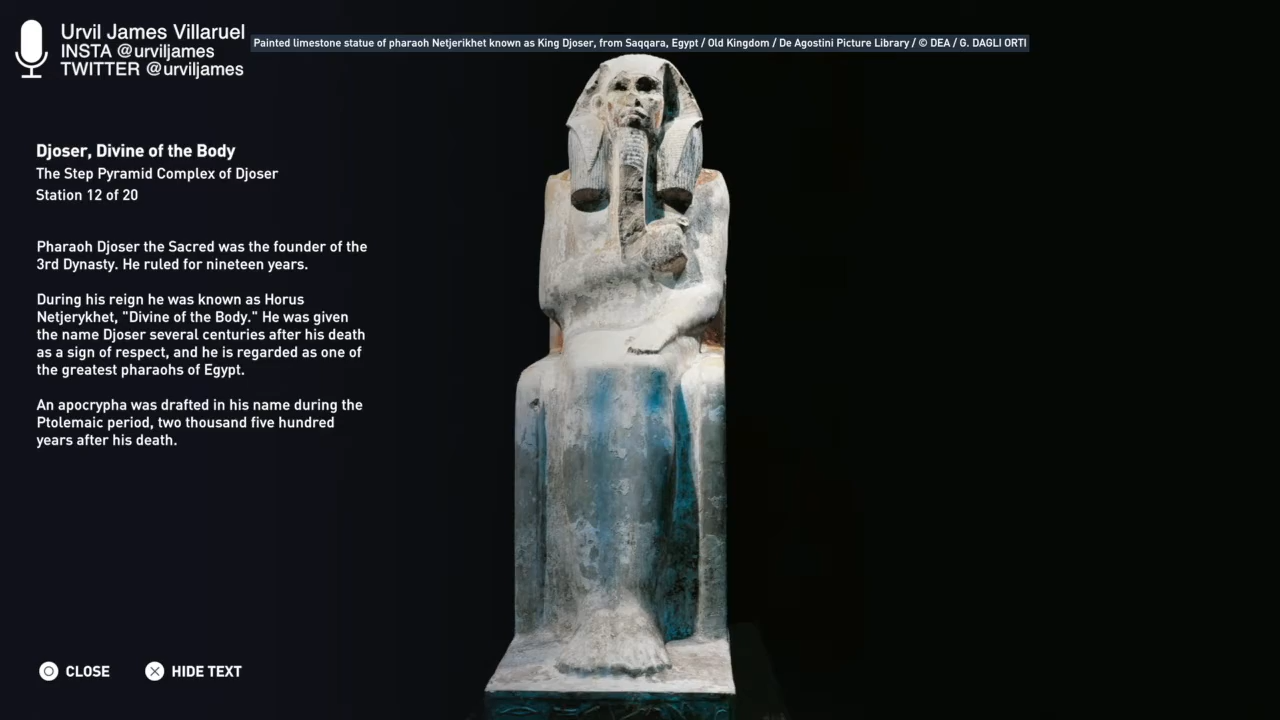 Urvil James Villaruel
INSTA @urviljames
TWITTER @urviljames
Painted limestone statue of pharaoh Netjerikhet known as King Djoser, from Saqqara, Egypt / Old Kingdom / De Agostini Picture Library / © DEA / G. DAGLI ORTI
Djoser, Divine of the Body
The Step Pyramid Complex of Djoser
Station 12 of 20
Pharaoh Djoser the Sacred was the founder of the
3rd Dynasty. He ruled for nineteen years.
During his reign he was known as Horus
Netjerykhet, "Divine of the Body." He was given
the name Djoser several centuries after his death
as a sign of respect, and he is regarded as one of
the greatest pharaohs of Egypt.
An apocrypha was drafted in his name during the
Ptolemaic period, two thousand five hundred
years after his death.
CLOSE
HIDE TEXT